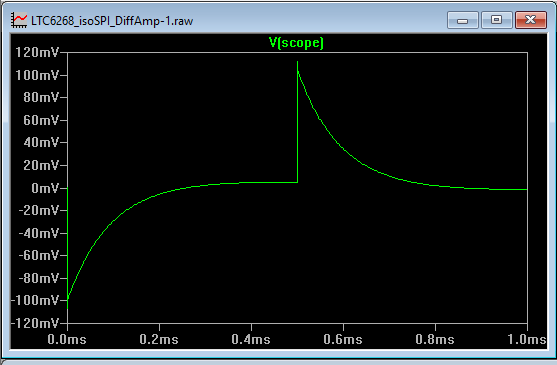 LTC6268_isoSPI_DiffAmp-1.raw
V(scope)
120mV
100mV
80mV
60mV
40mV
20mV
0mV
-20mV
-40mV
-60mV
-80mV
-100mV
-120mV
0.0ms 0.2ms 0.4ms 0.6ms 0.8ms 1.0ms